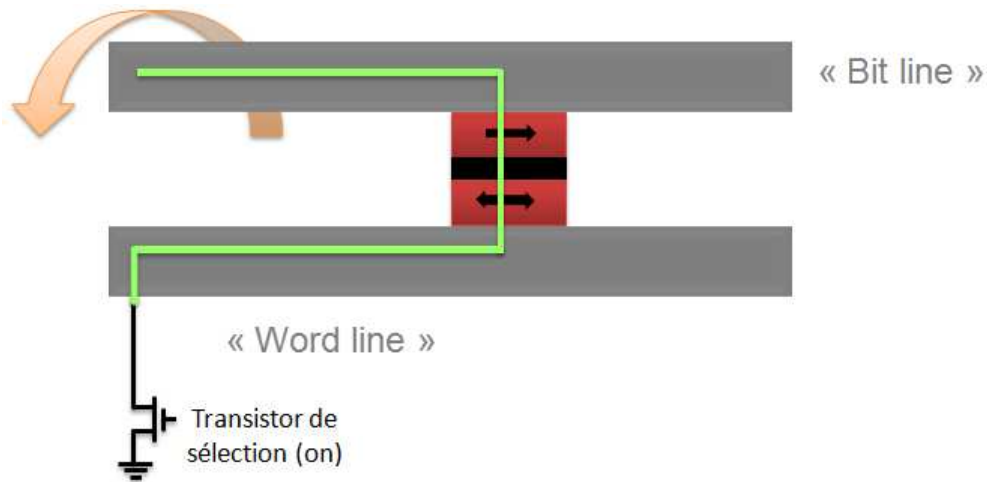 « Bit line »
« Word line »
Transistor de
sélection (on)